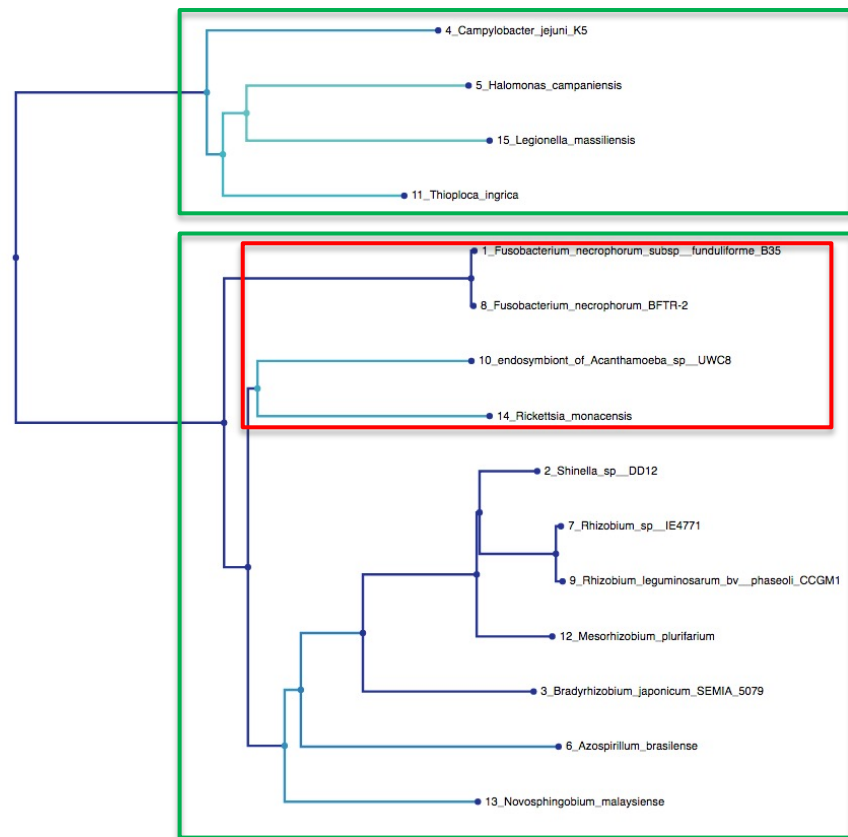 4_Campylobacter_jejuni_K5
5_Halomonas_campaniensis
15_Legionella_massiliensis
11_Thioploca_ingrica
1_Fusobacterium_necrophorum_subsp__funduliforme_B35
8_Fusobacterium_necrophorum_BFTR-2
10_endosymbiont_of_Acanthamoeba_sp__UWC8
14_Rickettsia_monacensis
2_Shinella_sp__DD12
7_Rhizobium_sp__IE4771
9_Rhizobium_leguminosarum_bv__phaseoli_CCGM1
12_Mesorhizobium_plurifarium
3_Bradyrhizobium_japonicum_SEMIA_5079
6_Azospirillum_brasilense
13_Novosphingobium_malaysiense